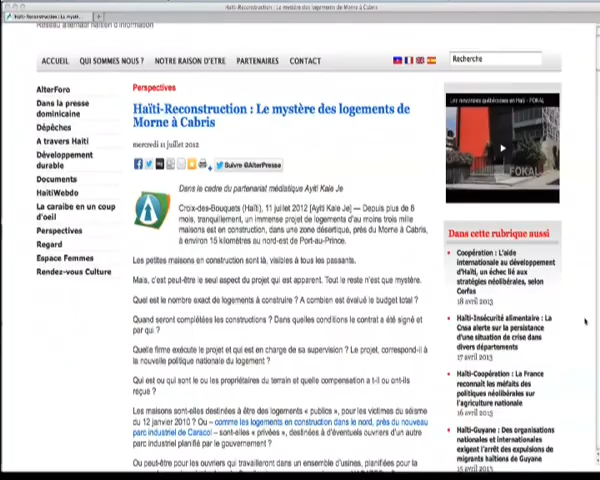 Haïti-Reconstruction : Le mystère des logements de Morne à Cabris
Haïti-Reconstruction : Le myst...
Réseau alternatif haïtien d'information
ACCUEIL
QUI SOMMES NOUS ?
NOTRE RAISON D'ETRE
PARTENAIRES
CONTACT
Recherche
AlterForo
Dans la presse
dominicaine
Dépêches
A travers Haiti
Développement
durable
Documents
HaitiWebdo
La caraibe en un coup
d'oeil
Perspectives
Regard
Espace Femmes
Rendez-vous Culture
Perspectives
Haïti-Reconstruction : Le mystère des logements de
Morne à Cabris
mercredi 11 juillet 2012
Suivre @AlterPresse
Dans le cadre du partenariat médiatique Ayiti Kale Je
Croix-des-Bouquets (Haïti), 11 juillet 2012 [Ayiti Kale Je] — Depuis plus de 6
mois, tranquillement, un immense projet de logements d'au moins trois mille
maisons est en construction, dans une zone désertique, près du Morne à Cabris,
à environ 15 kilomètres au nord-est de Port-au-Prince.
Les petites maisons en construction sont là, visibles à tous les passants.
Mais, c'est peut-être le seul aspect du projet qui est apparent. Tout le reste n'est que mystère.
Quel est le nombre exact de logements à construire ? A combien est évalué le budget total ?
Quand seront complétées les constructions ? Dans quelles conditions le contrat a été signé et
par qui ?
Quelle firme exécute le projet et qui est en charge de sa supervision ? Le projet, correspond-il à
la nouvelle politique nationale du logement ?
Qui est ou qui sont le ou les propriétaires du terrain et quelle compensation a t-il ou ont-ils
reçue ?
Les maisons sont-elles destinées à être des logements « publics », pour les victimes du séisme
du 12 janvier 2010 ? Ou – comme les logements en construction dans le nord, près du nouveau
parc industriel de Caracol – sont-elles « privées », destinées à d'éventuels ouvriers d'un autre
parc industriel planifié par le gouvernement ?
Ou peut-être pour les ouvriers qui travailleront dans un ensemble d'usines, planifiées pour la
Les rencontres québécoises en Haïti - FOKAL
FOKAL
Dans cette rubrique aussi
Coopération : L'aide
internationale au développement
d'Haïti, un échec lié aux
stratégies néolibérales, selon
Corfas
18 avril 2013
Haïti-Insécurité alimentaire : La
Cnsa alerte sur la persistance
d'une situation de crise dans
divers départements
17 avril 2013
Haïti-Coopération : La France
reconnait les méfaits des
politiques néolibérales sur
l'agriculture nationale
16 avril 2013
Haïti-Guyane : Des organisations
nationales et internationales
exigent l'arrêt des expulsions de
migrants haïtiens de Guyane
15 avril 2013